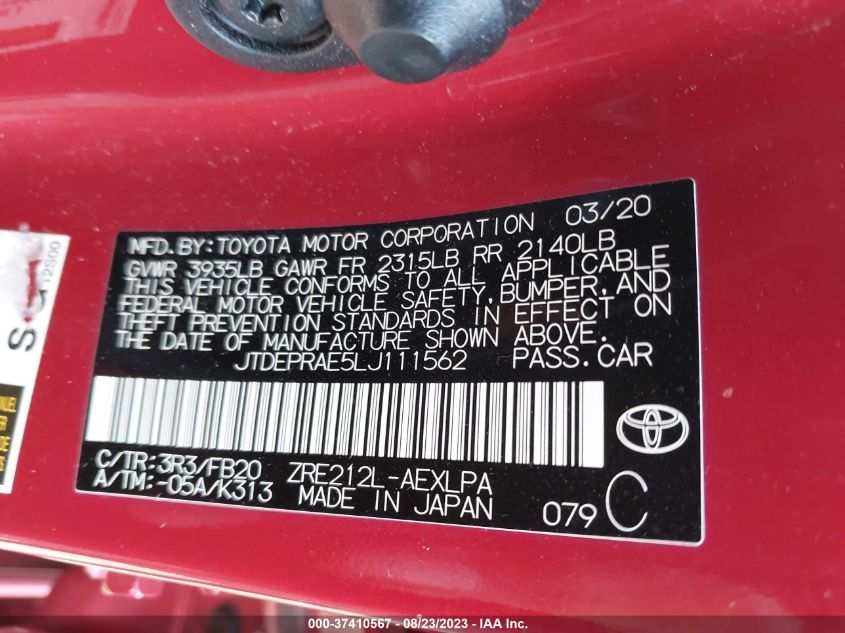 MFD. BY: TOYOTA MOTOR CORPORATION 03/20
GVWR 3935LB GAWR FR 2315LB RR 2140LB
THIS VEHICLE CONFORMS TO ALL APPLICABLE
FEDERAL MOTOR VEHICLE SAFETY, BUMPER, AND
THEFT PREVENTION STANDARDS IN EFFECT ON
THE DATE OF MANUFACTURE SHOWN ABOVE.
JTDEPRAE5LJ111562 PASS. CAR
C/TR: 3R3/FB20 ZRE212L-AEXLPA
A/TM: -05A/K313 MADE IN JAPAN
079 C
000-37410567 - 08/23/2023 - IAA Inc.